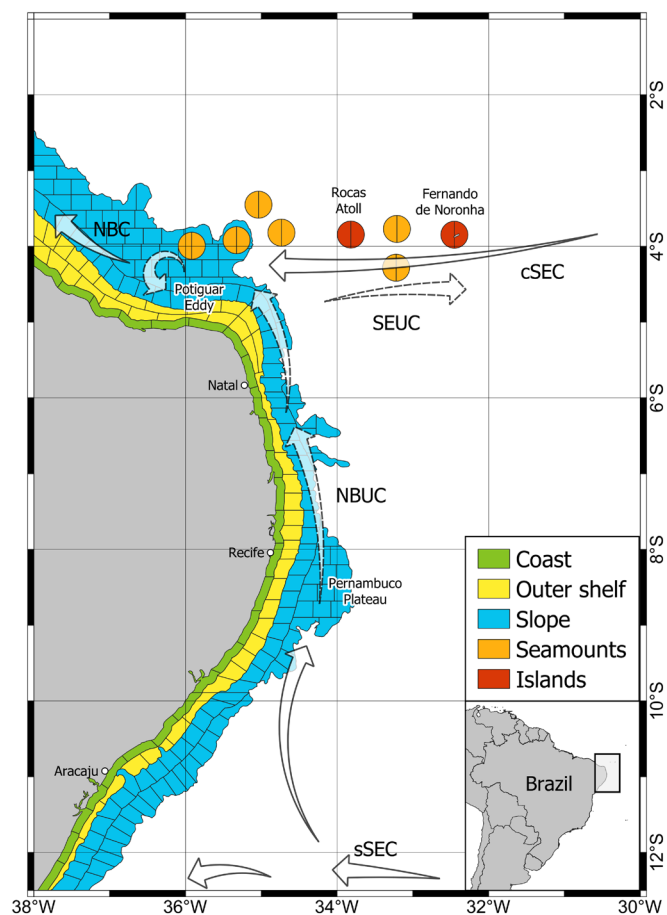 2°S
Rocas
Atoll
Fernando
de Noronha
NBC
4°S
cSEC
Potiguar
Eddy
SEUC
Natal
6°S
NBUC
Recife
8°S
Pernambuco
Plateau
Coast
Outer shelf
Slope
Seamounts
Islands
10°S
Aracaju
Brazil
sSEC
12°S
38°W
36°W
34°W
32°W
30°W